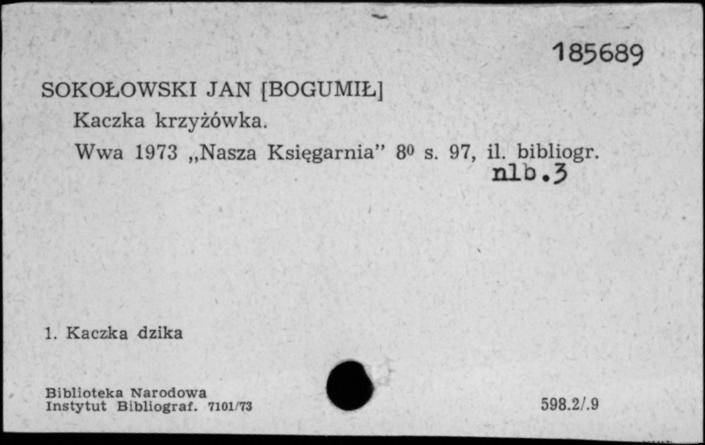 185689
SOKOŁOWSKI JAN [BOGUMIŁ]
Kaczka krzyżówka.
Wwa 1973 „Nasza Księgarnia” 8⁰ s. 97, il. bibliogr.
nlb.3
1. Kaczka dzika
Biblioteka Narodowa
Instytut Bibliograf. 7101/73
598.2/.9